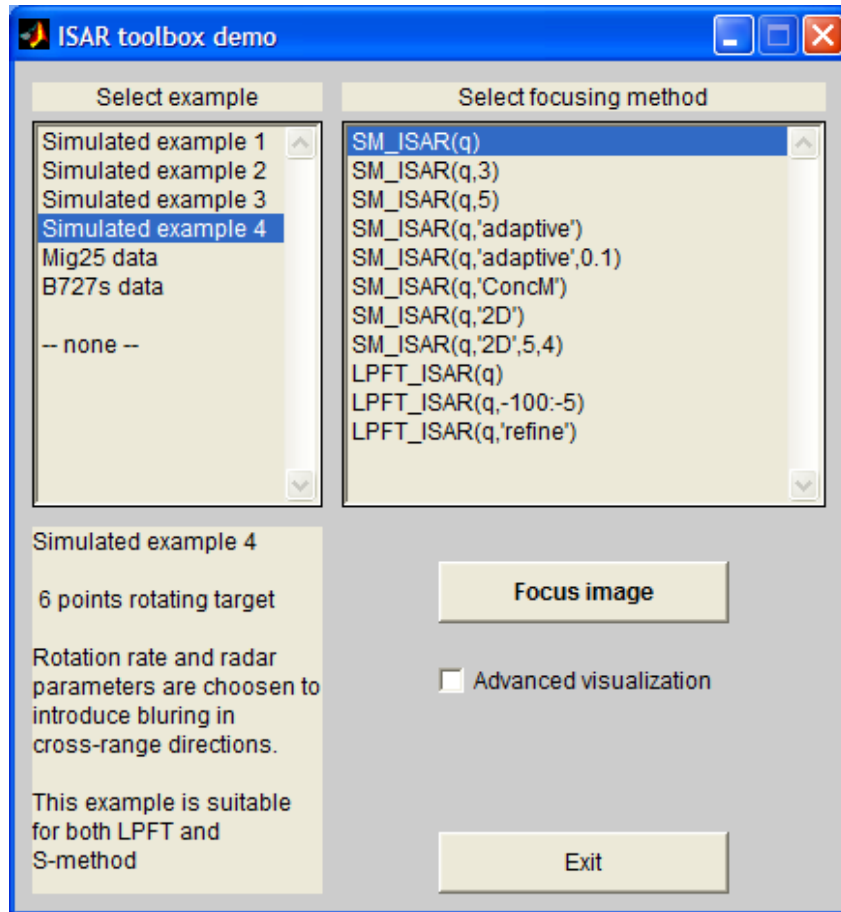 ISAR toolbox demo
Select example
Simulated example 1
Simulated example 2
Simulated example 3
Simulated example 4
Mig25 data
B727s data
-- none --
Select focusing method
SM_ISAR(q)
SM_ISAR(q,3)
SM_ISAR(q,5)
SM_ISAR(q,'adaptive')
SM_ISAR(q,'adaptive',0.1)
SM_ISAR(q,'ConcM')
SM_ISAR(q,'2D')
SM_ISAR(q,'2D',5,4)
LPFT_ISAR(q)
LPFT_ISAR(q,-100:-5)
LPFT_ISAR(q,'refine')
Simulated example 4
6 points rotating target
Rotation rate and radar
parameters are choosen to
introduce bluring in
cross-range directions.
This example is suitable
for both LPFT and
S-method
Focus image
Advanced visualization
Exit